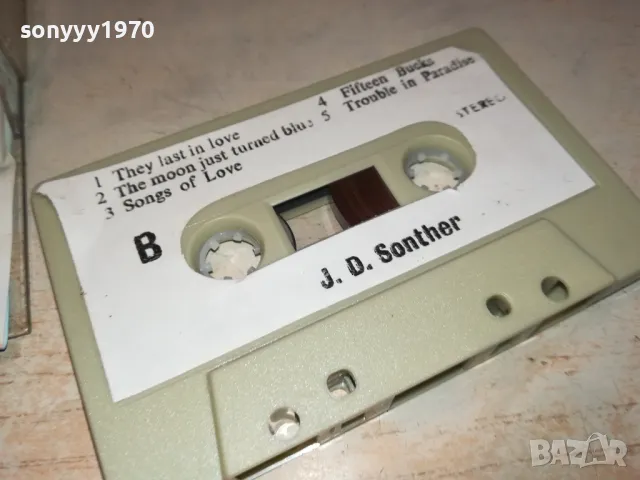 sonyyy1970
1 They last in love
2 The moon just turned blue
3 Songs of Love
4 Fifteen Bucks
5 Trouble in Paradise
STEREO
B
J. D. Sonther
BAZAR